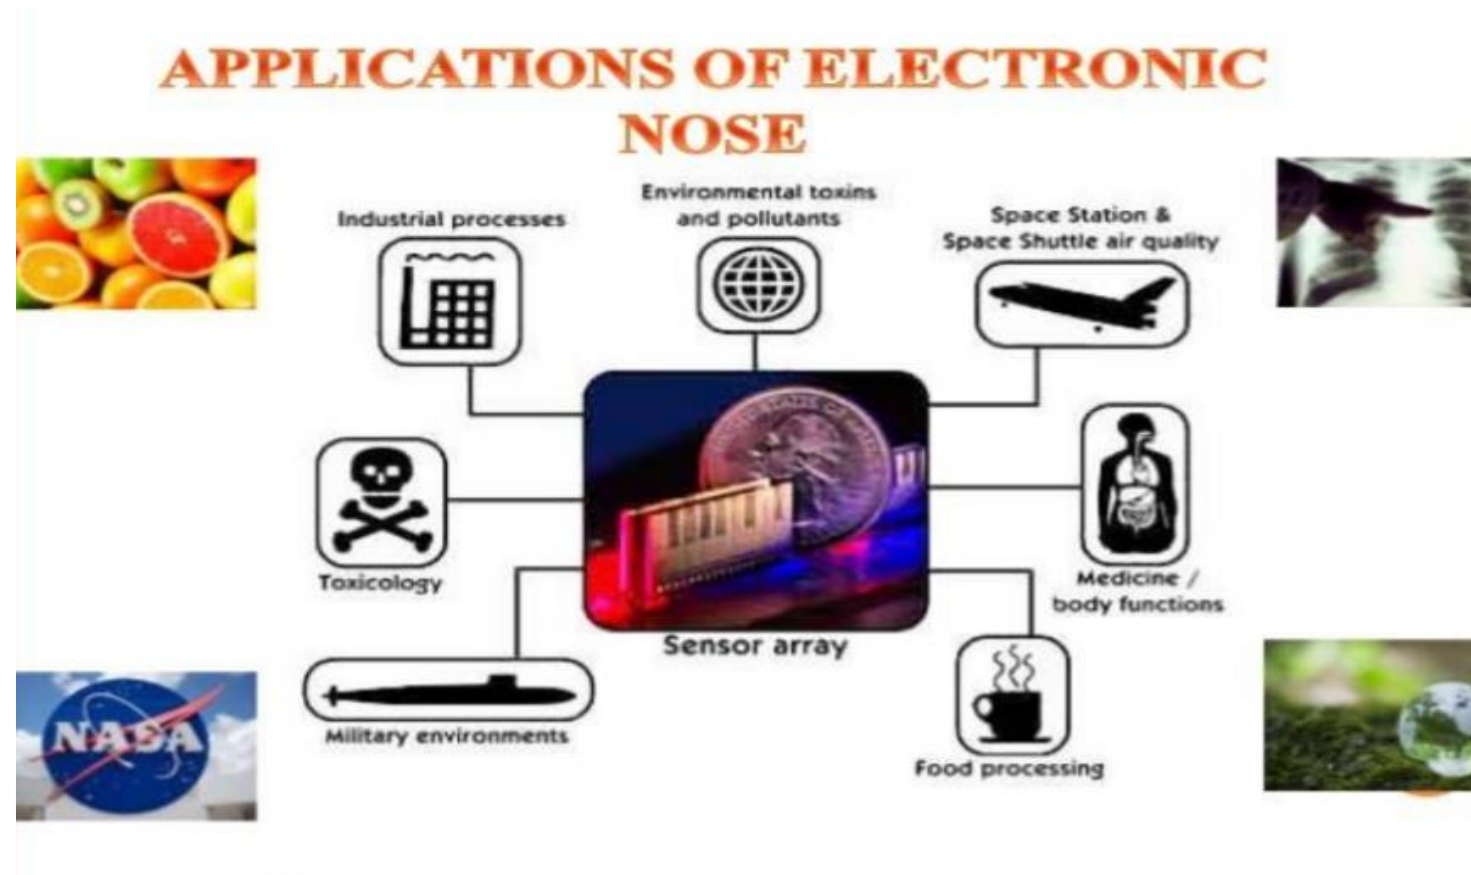 APPLICATIONS OF ELECTRONIC
NOSE
Environmental toxins
and pollutants
Industrial processes
Space Station &
Space Shuttle air quality
Toxicology
Medicine /
body functions
Sensor array
Military environments
Food processing
NASA